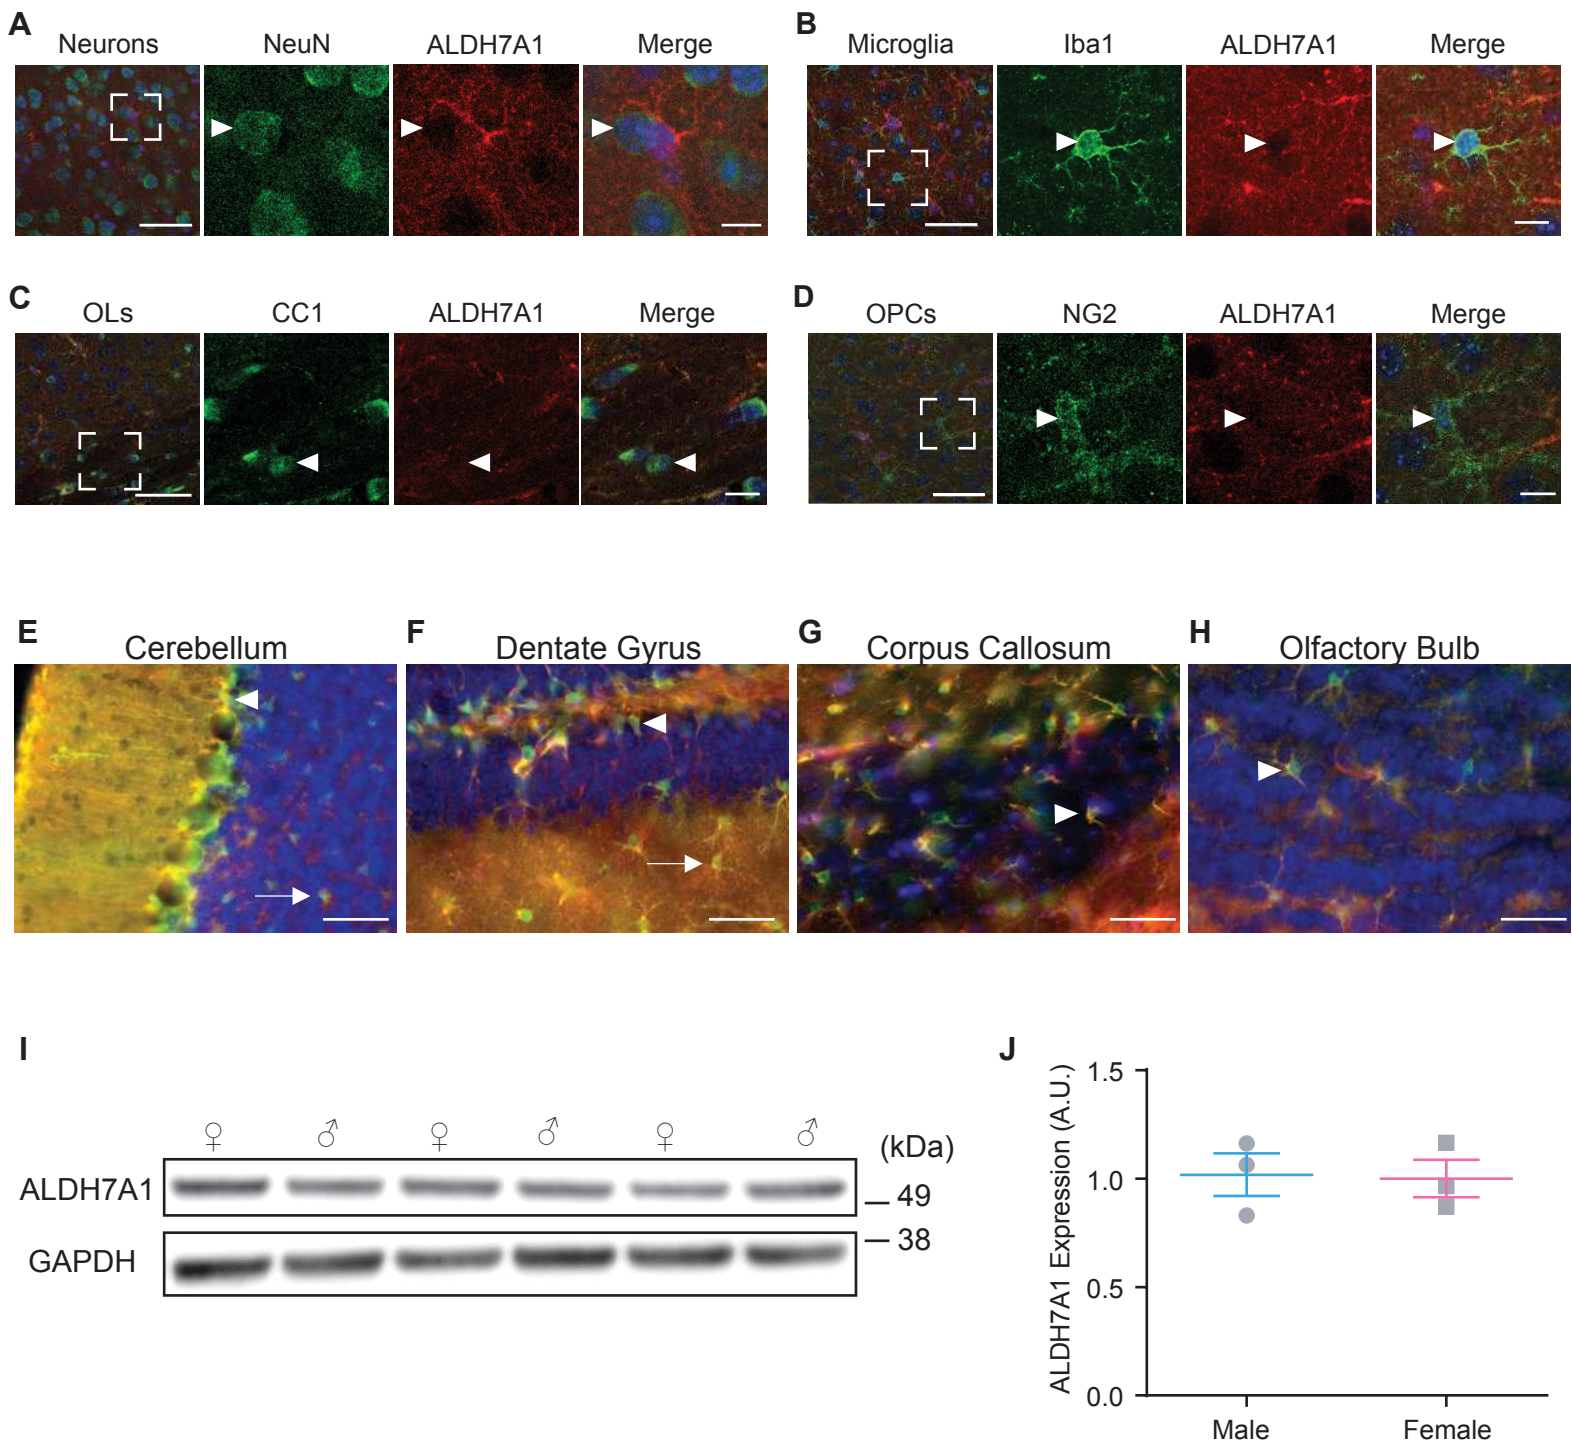 A
Neurons NeuN ALDH7A1 Merge
B
Microglia Iba1 ALDH7A1 Merge
C
OLs CC1 ALDH7A1 Merge
D
OPCs NG2 ALDH7A1 Merge
E
Cerebellum
F
Dentate Gyrus
G
Corpus Callosum
H
Olfactory Bulb
I
♀ ♂ ♀ ♂ ♀ ♂ (kDa)
ALDH7A1
49
38
GAPDH
J
ALDH7A1 Expression (A.U.)
1.5
1.0
0.5
0.0
Male Female